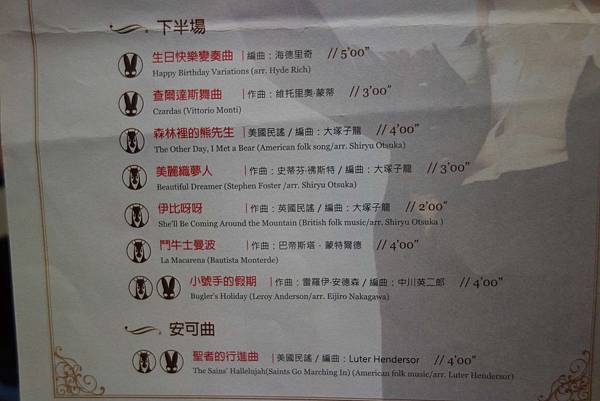 下半場
生日快樂變奏曲 | 編曲：海德里奇 // 5'00"
Happy Birthday Variations (arr. Hyde Rich)
查爾達斯舞曲 | 作曲：維托里奧‧蒙蒂 // 3'00"
Czardas (Vittorio Monti)
森林裡的熊先生 | 美國民謠 / 編曲：大塚子龍 // 4'00"
The Other Day, I Met a Bear (American folk song/arr. Shiryu Otsuka)
美麗織夢人 | 作曲：史蒂芬‧佛斯特 / 編曲：大塚子龍 // 3'00"
Beautiful Dreamer (Stephen Foster /arr. Shiryu Otsuka)
伊比呀呀 | 作曲：英國民謠 / 編曲：大塚子龍 // 2'00"
She'll Be Coming Around the Mountain (British folk music/arr. Shiryu Otsuka )
鬥牛士曼波 | 作曲：巴帝斯塔‧蒙特爾德 // 4'00"
La Macarena (Bautista Monterde)
小號手的假期 | 作曲：雷羅伊‧安德森 / 編曲：中川英二郎 // 4'00"
Bugler's Holiday (Leroy Anderson/arr. Eijiro Nakagawa)
安可曲
聖者的行進曲 | 美國民謠 / 編曲：Luter Hendersor // 4'00"
The Sains' Hallelujah(Saints Go Marching In) (American folk music/arr. Luter Hendersor)